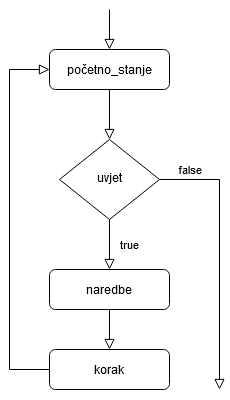 početno_stanje
uvjet
false
true
naredbe
korak